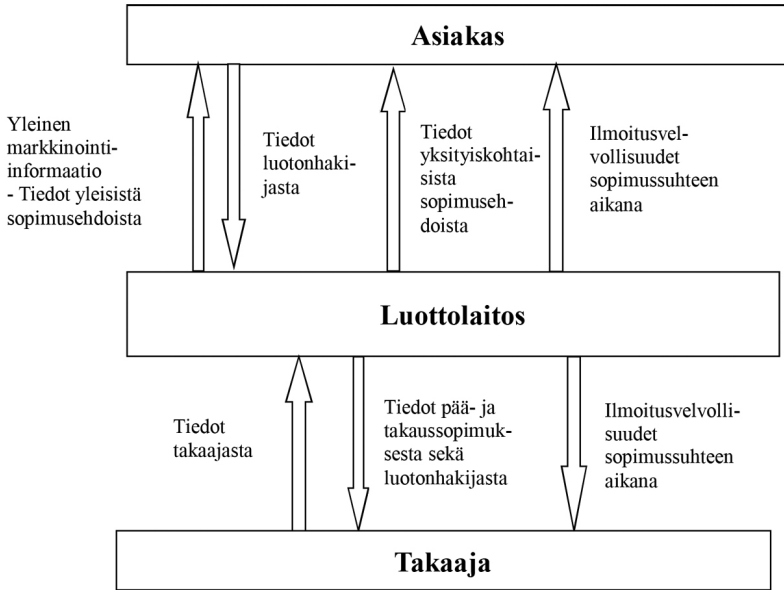 Asiakas
Yleinen
markkinointi-
informaatio
- Tiedot yleisistä
sopimusehdoista
Tiedot
luotonhaki-
jasta
Tiedot
yksityiskohtai-
sista
sopimuseh-
doista
Ilmoitusvel-
vollisuudet
sopimussuhteen
aikana
Luottolaitos
Tiedot
takaajasta
Tiedot pää- ja
takaussopimuk-
sesta sekä
luotonhakijasta
Ilmoitusvelvolli-
suudet
sopimussuhteen
aikana
Takaaja